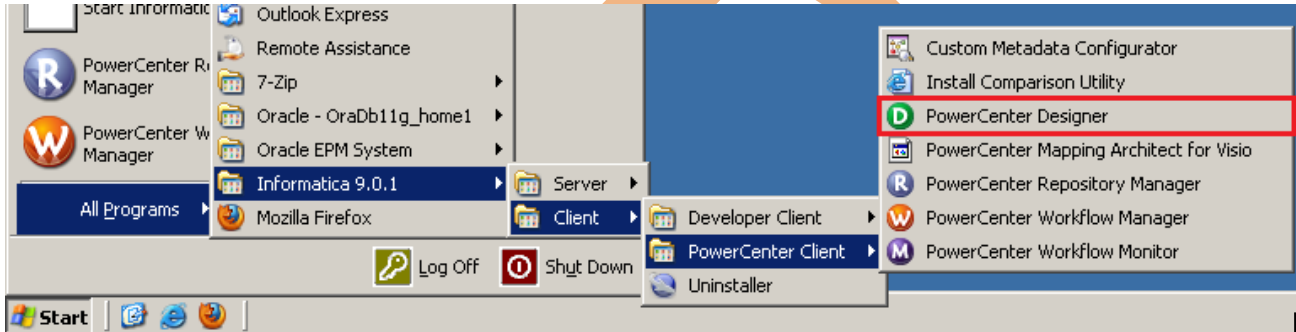 Start Informatic
PowerCenter R
Manager
PowerCenter W
Manager
All Programs
Outlook Express
Remote Assistance
7-Zip
Oracle - OraDb11g_home1
Oracle EPM System
Informatica 9.0.1
Mozilla Firefox
Server
Client
Developer Client
PowerCenter Client
Uninstaller
Custom Metadata Configurator
Install Comparison Utility
PowerCenter Designer
PowerCenter Mapping Architect for Visio
PowerCenter Repository Manager
PowerCenter Workflow Manager
PowerCenter Workflow Monitor
Log Off
Shut Down
Start